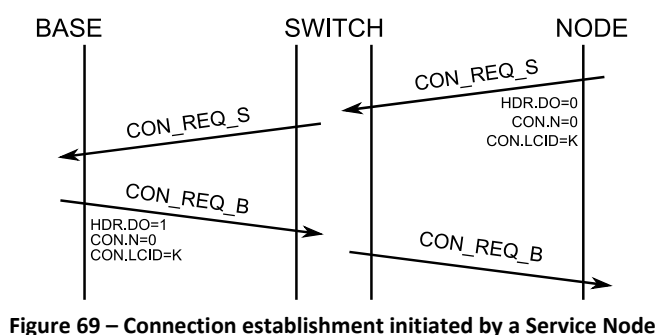 BASE SWITCH NODE
CON_REQ_S
HDR.DO=0
CON.N=0
CON.LCID=K
CON_REQ_S
CON_REQ_B
HDR.DO=1
CON.N=0
CON.LCID=K
CON_REQ_B
Figure 69 – Connection establishment initiated by a Service Node